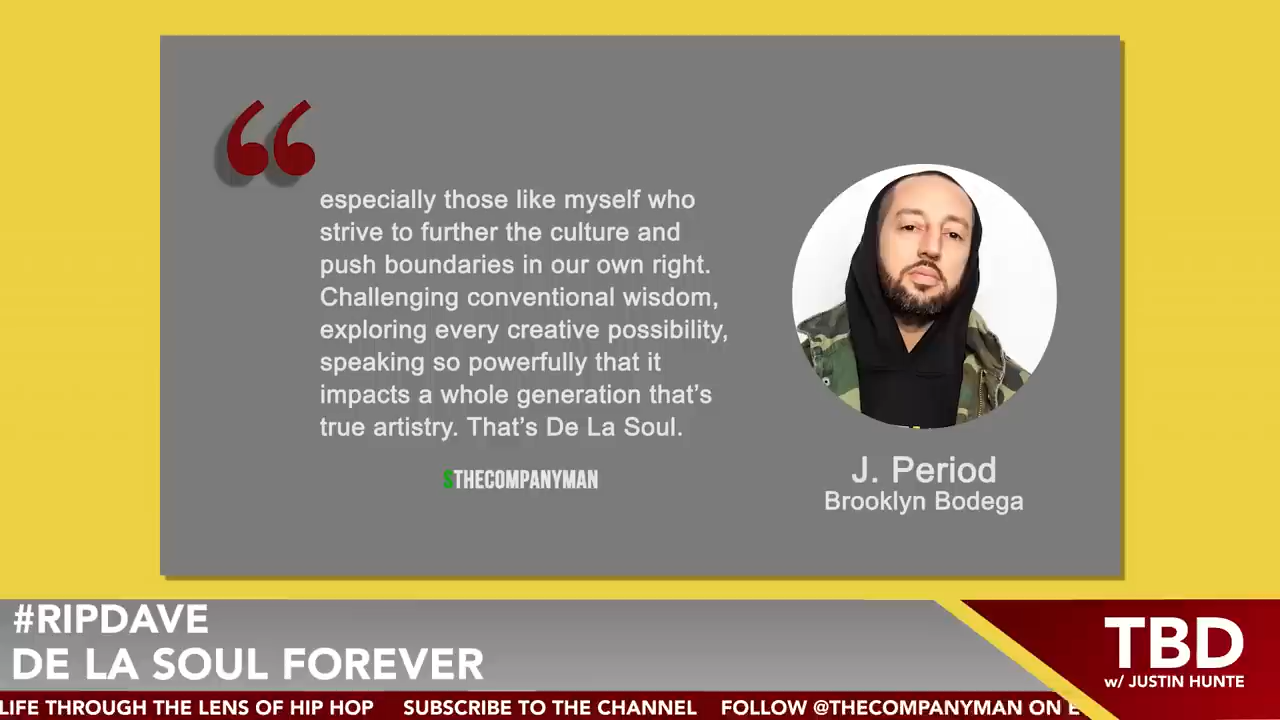 especially those like myself who
strive to further the culture and
push boundaries in our own right.
Challenging conventional wisdom,
exploring every creative possibility,
speaking so powerfully that it
impacts a whole generation that’s
true artistry. That’s De La Soul.
$THECOMPANYMAN
J. Period
Brooklyn Bodega
#RIPDAVE
DE LA SOUL FOREVER
TBD
w/ JUSTIN HUNTE
LIFE THROUGH THE LENS OF HIP HOP SUBSCRIBE TO THE CHANNEL FOLLOW @THECOMPANYMAN ON